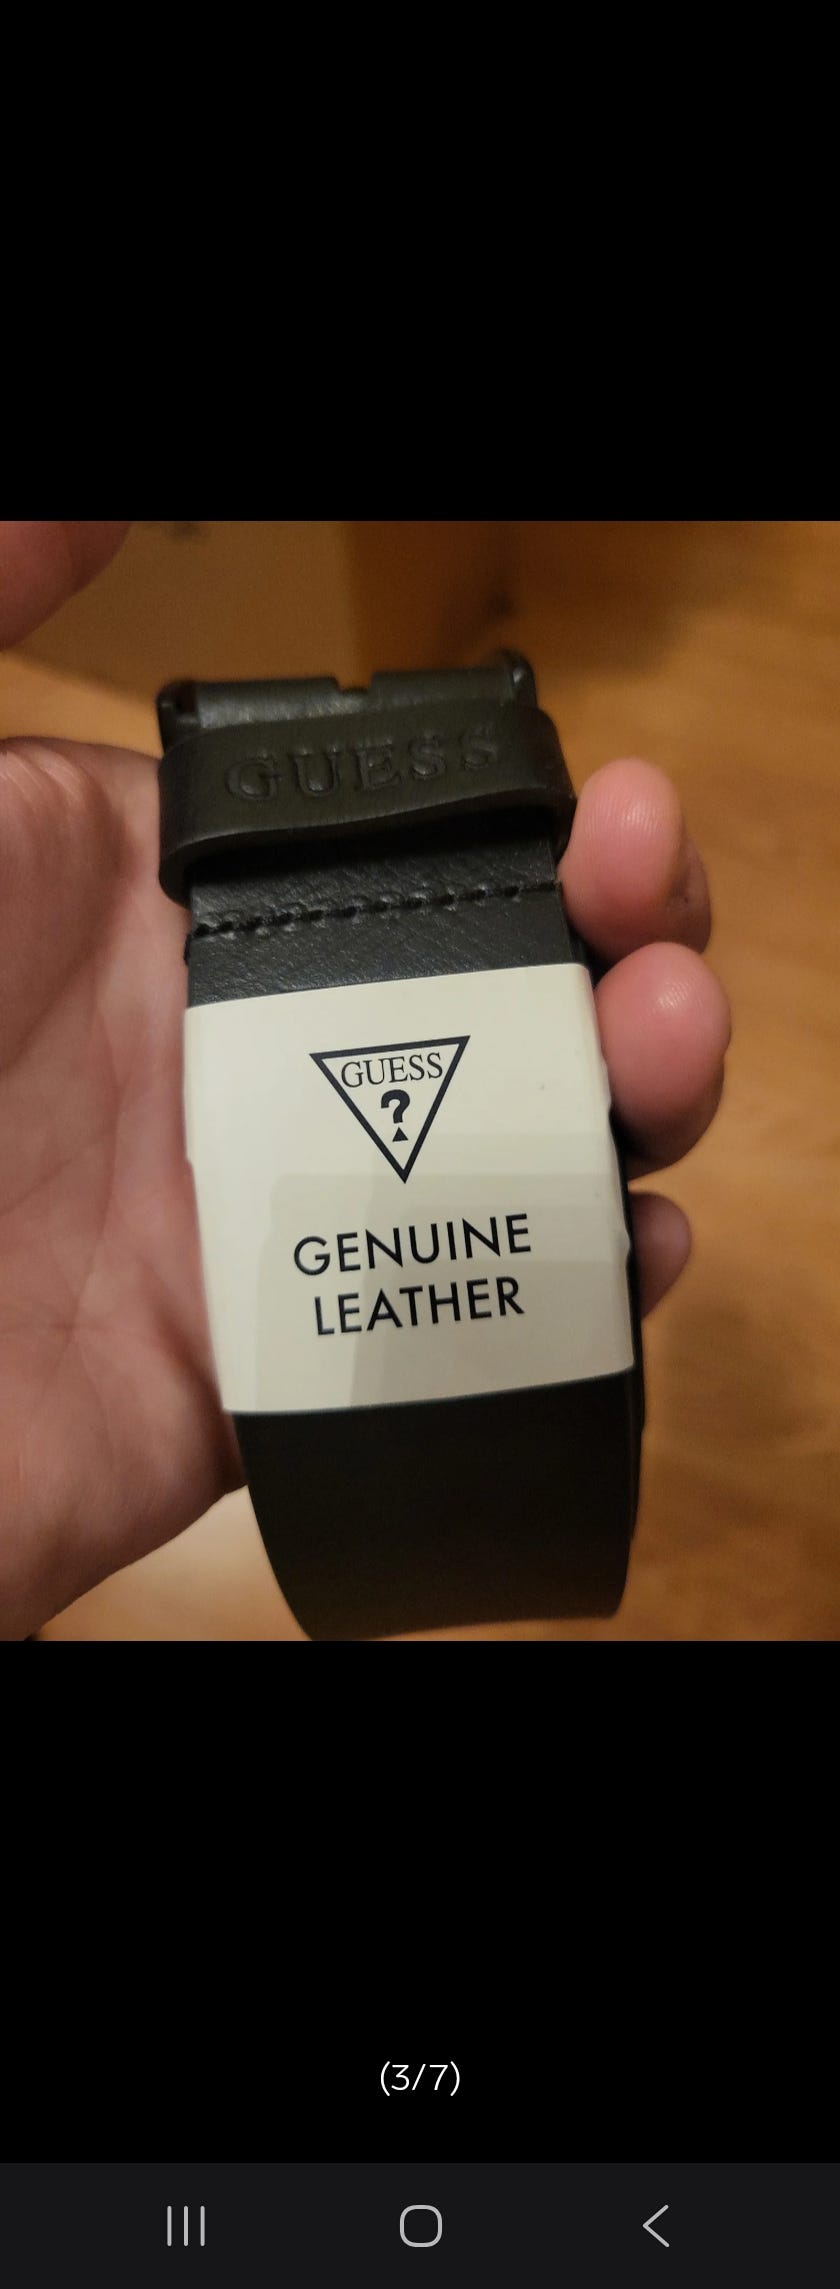 GUESS
GUESS
?
GENUINE
LEATHER
(3/7)